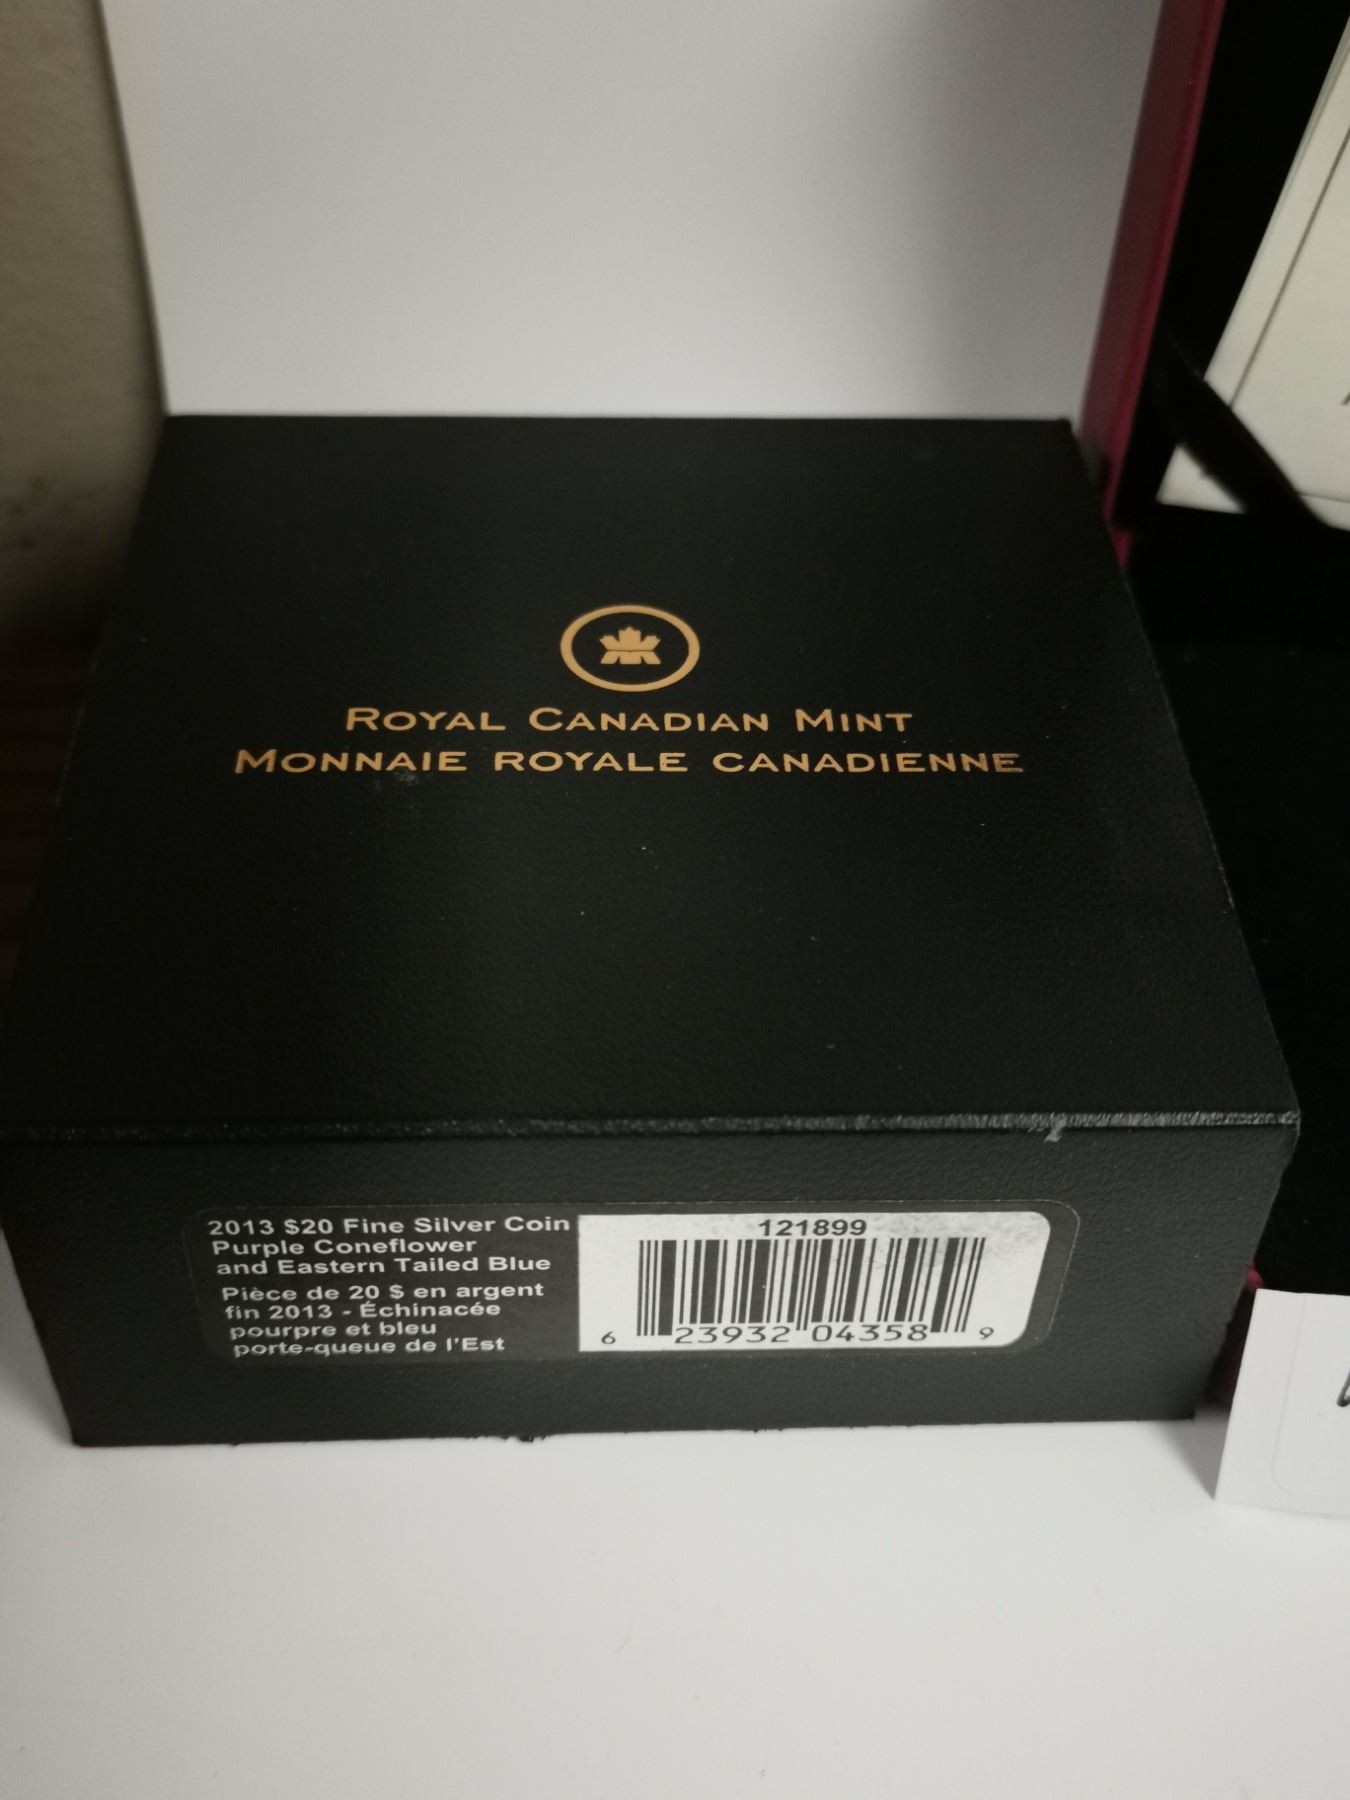 ROYAL CANADIAN MINT
MONNAIE ROYALE CANADIENNE
2013 $20 Fine Silver Coin
Purple Coneflower
and Eastern Tailed Blue
Pièce de 20 $ en argent
fin 2013 - Échinacée
pourpre et bleu
porte-queue de l'Est
121899
6 23932 04358 9